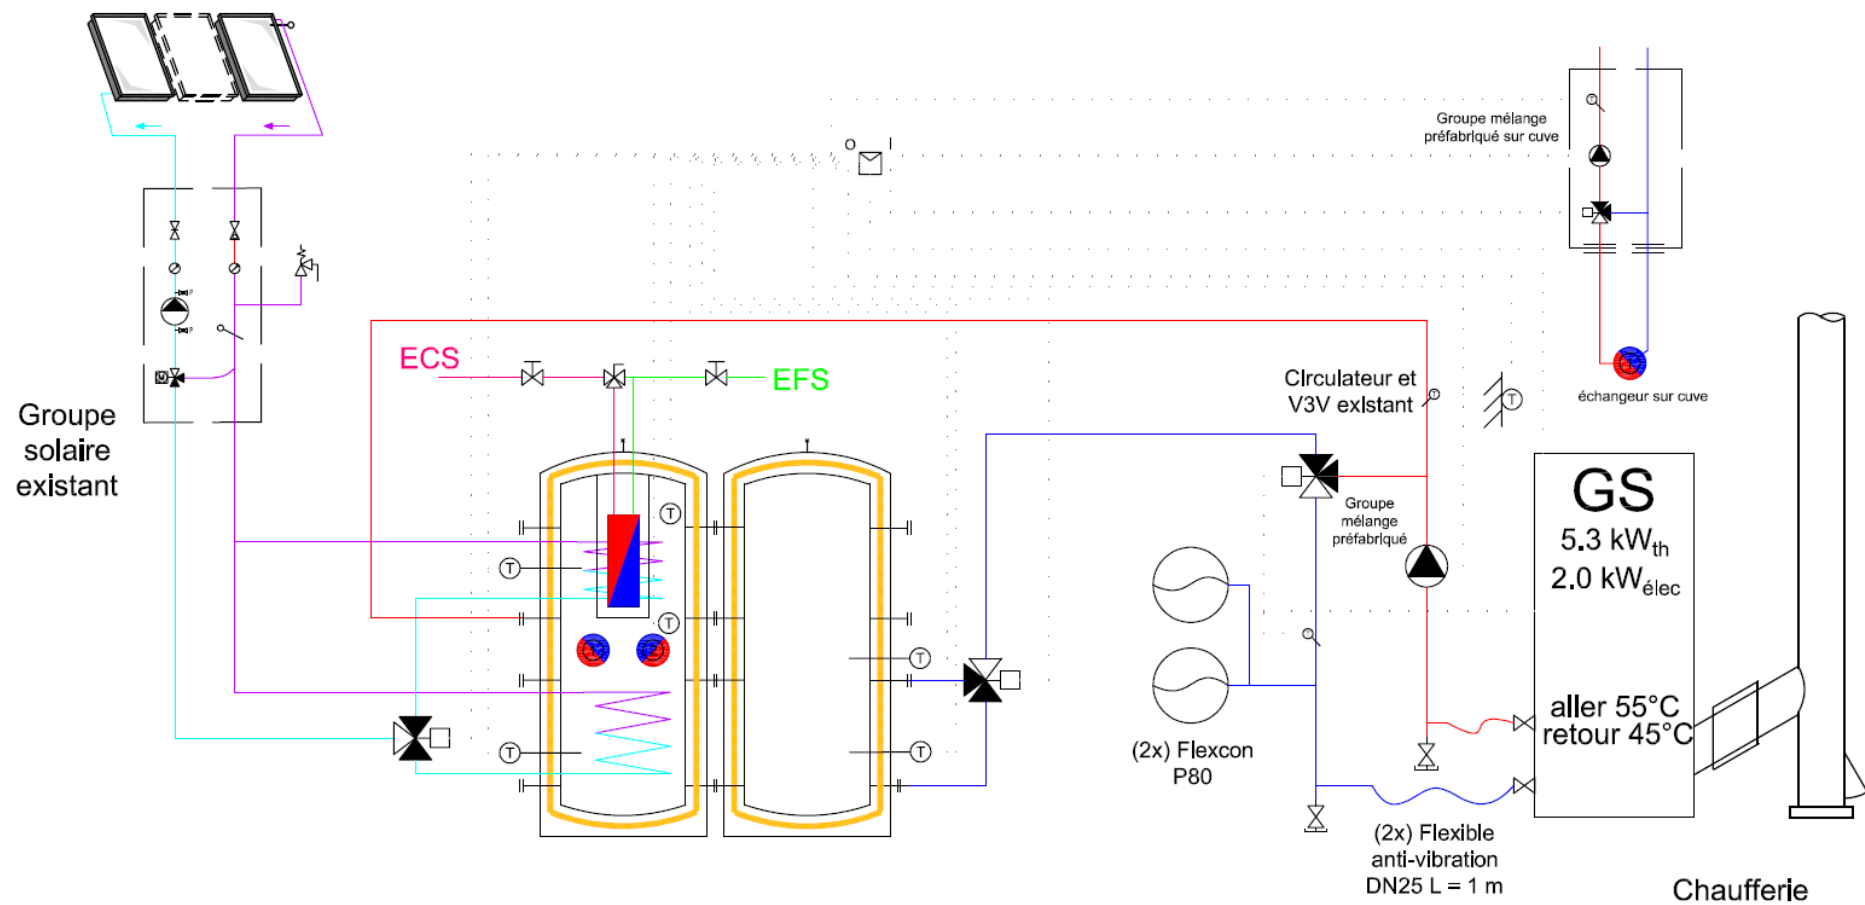 Groupe mélange
préfabriqué sur cuve
O
I
T
ECS
EFS
Circulateur et
V3V existant
T
T
échangeur sur cuve
Groupe
solaire
existant
GS
5.3 kWth
2.0 kWélec
Groupe
mélange
préfabriqué
T
T
T
T
T
T
T
aller 55°C
retour 45°C
(2x) Flexcon
P80
(2x) Flexible
anti-vibration
DN25 L = 1 m
Chaufferie